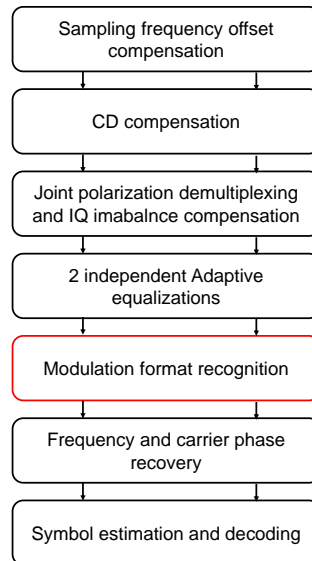 Sampling frequency offset
compensation
CD compensation
Joint polarization demultiplexing
and IQ imabalnce compensation
2 independent Adaptive
equalizations
Modulation format recognition
Frequency and carrier phase
recovery
Symbol estimation and decoding